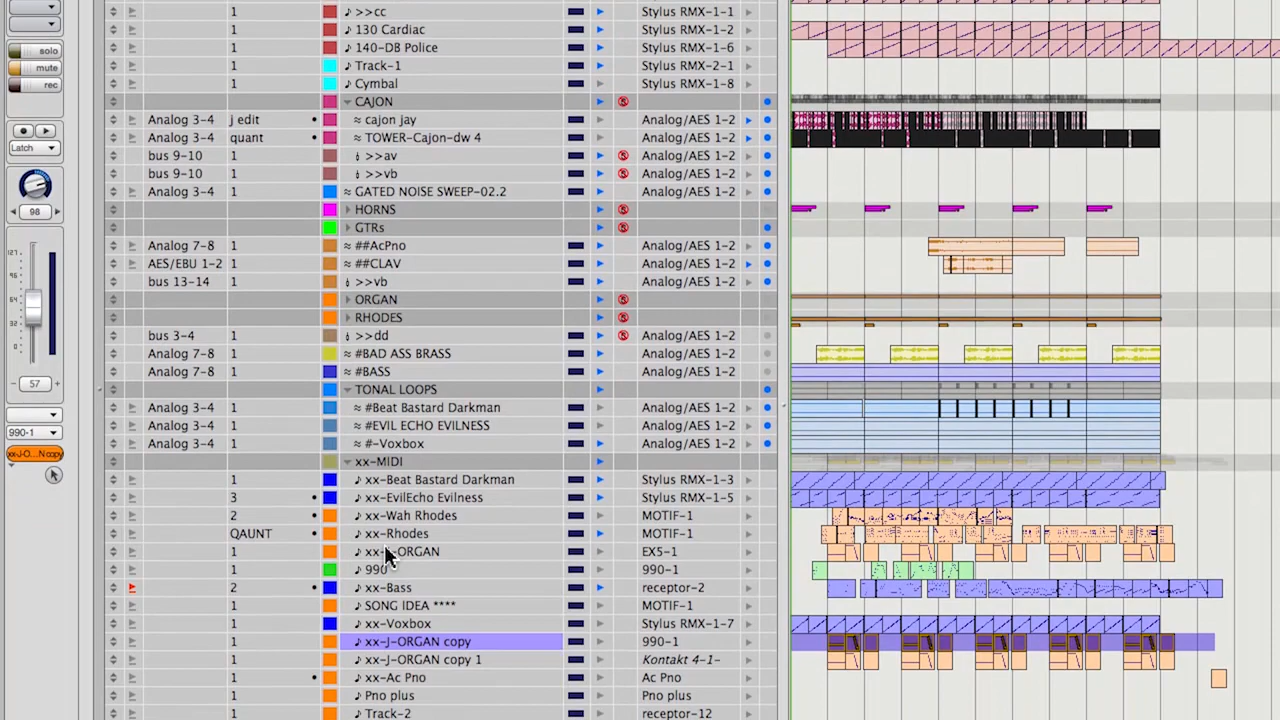 1 >>cc Stylus RMX-1-1
1 130 Cardiac Stylus RMX-1-2
solo 1 140-DB Police Stylus RMX-1-6
mute 1 Track-1 Stylus RMX-2-1
rec 1 Cymbal Stylus RMX-1-8
CAJON
Analog 3-4 j edit cajon jay Analog/AES 1-2
Analog 3-4 quant TOWER-Cajon-dw 4 Analog/AES 1-2
Latch bus 9-10 1 >>av Analog/AES 1-2
bus 9-10 1 >>vb Analog/AES 1-2
Analog 3-4 1 GATED NOISE SWEEP-02.2 Analog/AES 1-2
98 HORNS
GTRs
127 Analog 7-8 1 ##AcPno Analog/AES 1-2
96 AES/EBU 1-2 1 ##CLAV Analog/AES 1-2
bus 13-14 1 >>vb Analog/AES 1-2
64 ORGAN
32 RHODES
bus 3-4 1 >>dd Analog/AES 1-2
0 Analog 7-8 1 #BAD ASS BRASS Analog/AES 1-2
Analog 7-8 1 #BASS Analog/AES 1-2
57 TONAL LOOPS
Analog 3-4 1 #Beat Bastard Darkman Analog/AES 1-2
990-1 Analog 3-4 1 #EVIL ECHO EVILNESS Analog/AES 1-2
xx-J-O...N copy Analog 3-4 1 #-Voxbox Analog/AES 1-2
xx-MIDI
1 xx-Beat Bastard Darkman Stylus RMX-1-3
3 xx-EvilEcho Evilness Stylus RMX-1-5
2 xx-Wah Rhodes MOTIF-1
QAUNT xx-Rhodes MOTIF-1
1 ORGAN EX5-1
1 990 990-1
2 xx-Bass receptor-2
1 SONG IDEA **** MOTIF-1
1 xx-Voxbox Stylus RMX-1-7
1 xx-J-ORGAN copy 990-1
1 xx-J-ORGAN copy 1 Kontakt 4-1-
1 xx-Ac Pno Ac Pno
1 Pno plus Pno plus
1 Track-2 receptor-12